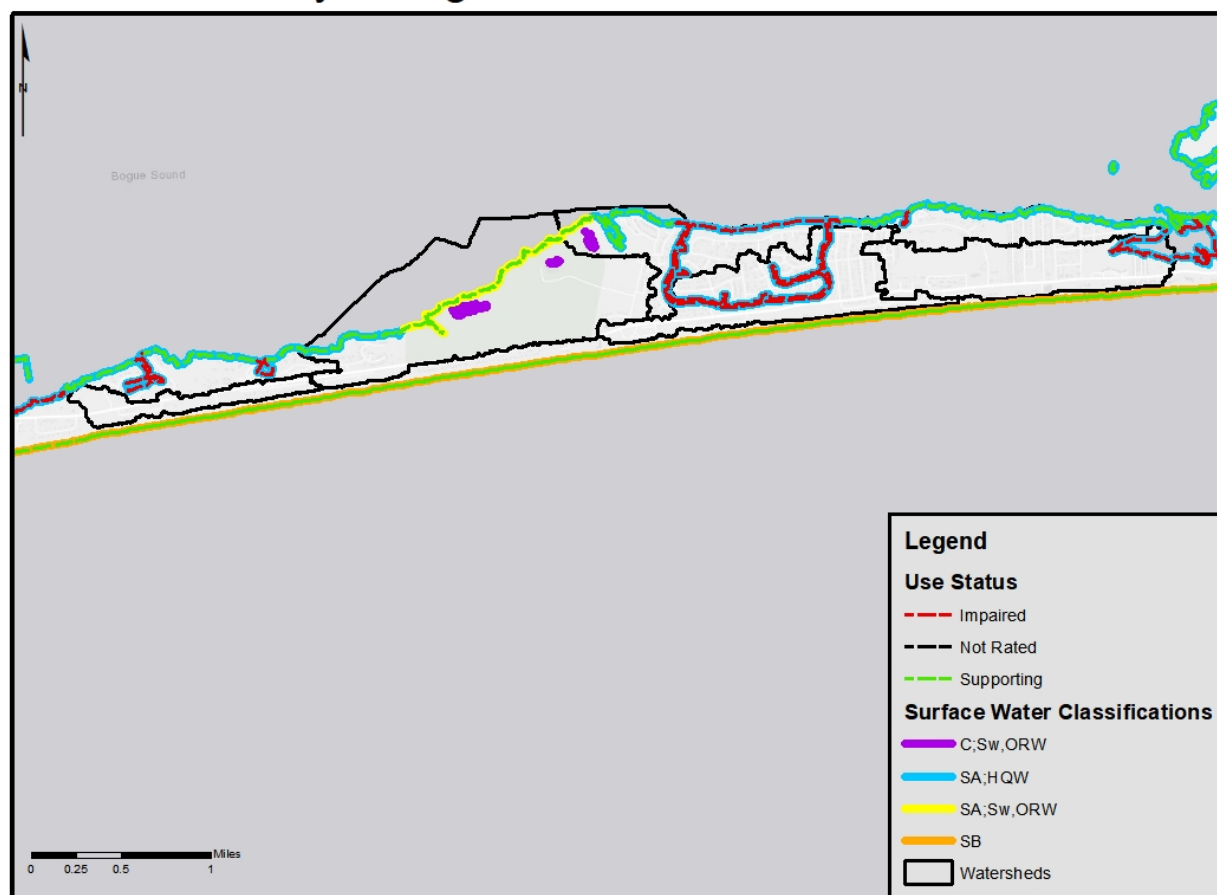 N
Bogue Sound
Legend
Use Status
Impaired
Not Rated
Supporting
Surface Water Classifications
C;Sw,ORW
SA;HQW
SA;Sw,ORW
SB
Watersheds
Miles
0 0.25 0.5 1